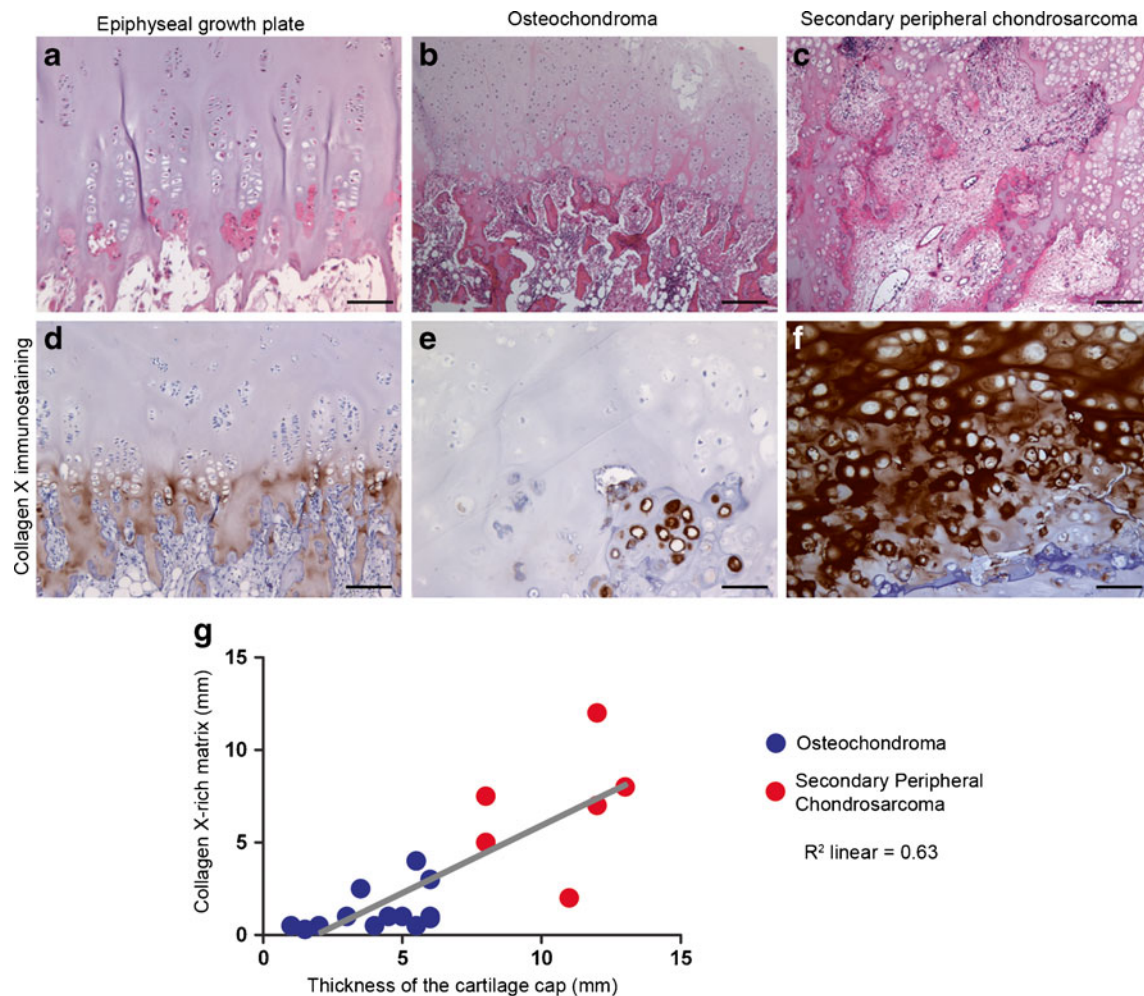 Epiphyseal growth plate
Osteochondroma
Secondary peripheral chondrosarcoma
a
b
c
Collagen X immunostaining
d
e
f
g
Collagen X-rich matrix (mm)
15
10
5
0
0
5
10
15
Thickness of the cartilage cap (mm)
Osteochondroma
Secondary Peripheral
Chondrosarcoma
R² linear = 0.63